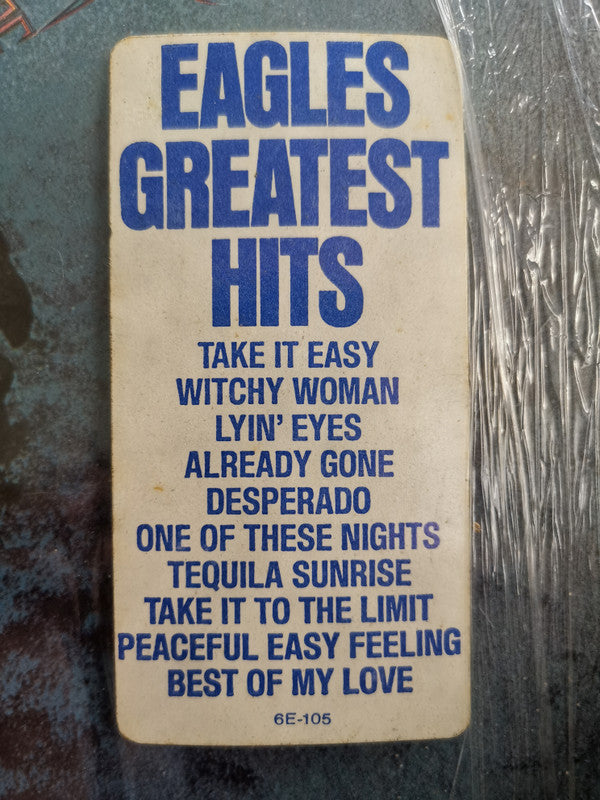 EAGLES
GREATEST
HITS
TAKE IT EASY
WITCHY WOMAN
LYIN' EYES
ALREADY GONE
DESPERADO
ONE OF THESE NIGHTS
TEQUILA SUNRISE
TAKE IT TO THE LIMIT
PEACEFUL EASY FEELING
BEST OF MY LOVE
6E-105